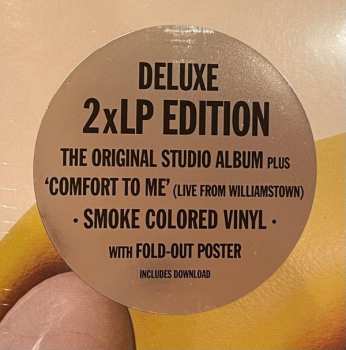 DELUXE
2xLP EDITION
THE ORIGINAL STUDIO ALBUM PLUS
'COMFORT TO ME' (LIVE FROM WILLIAMSTOWN)
· SMOKE COLORED VINYL ·
WITH FOLD-OUT POSTER
INCLUDES DOWNLOAD